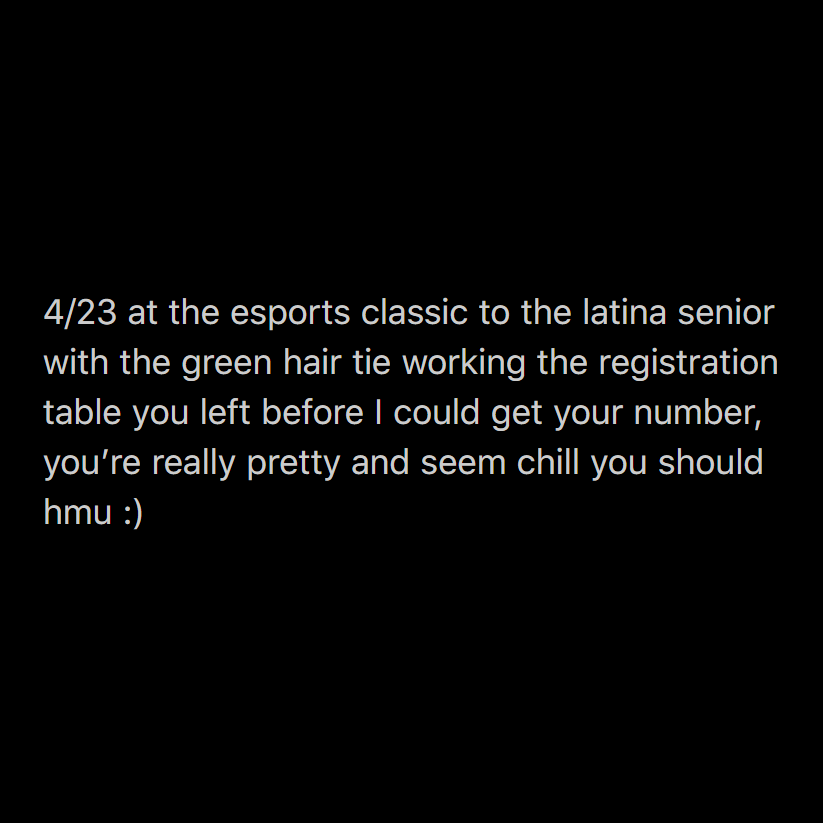 4/23 at the esports classic to the latina senior
with the green hair tie working the registration
table you left before I could get your number,
you’re really pretty and seem chill you should
hmu :)